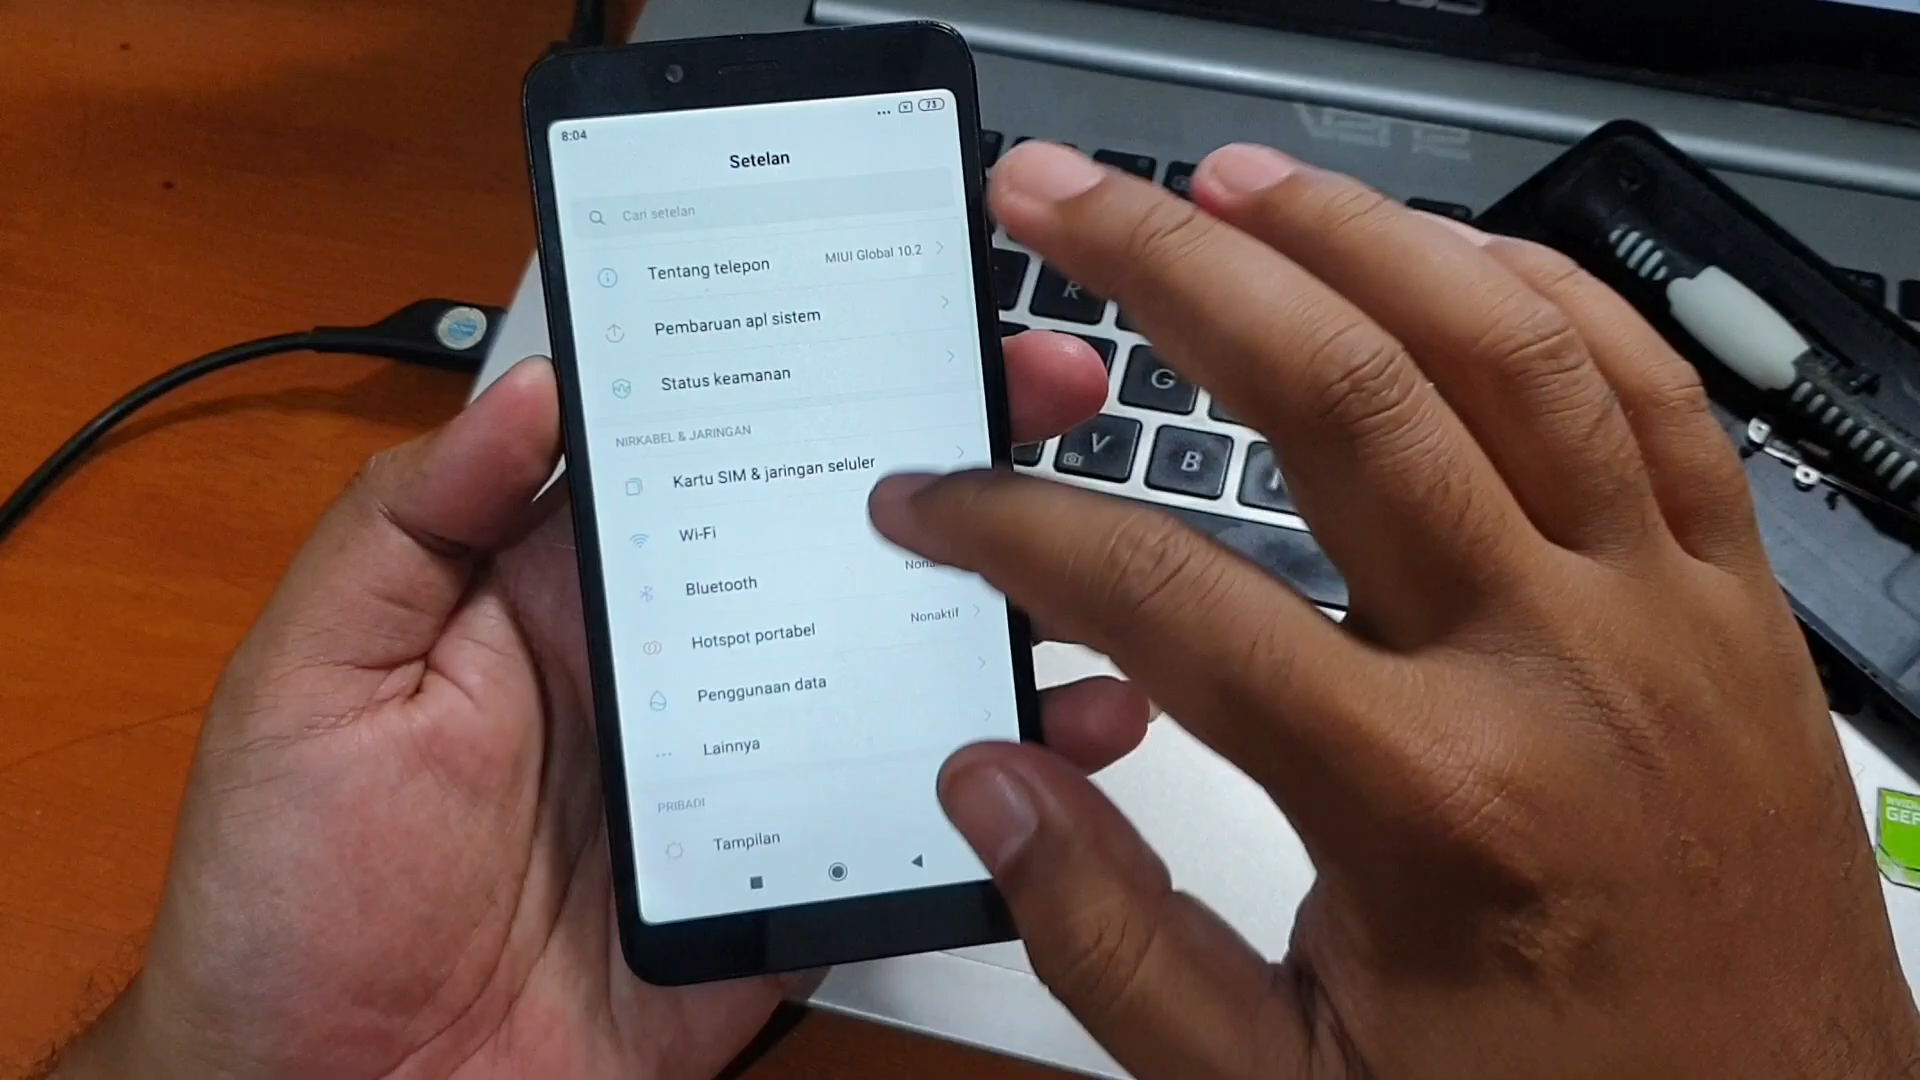 8:04
73
Setelan
Cari setelan
Tentang telepon MIUI Global 10.2
Pembaruan apl sistem
Status keamanan
NIRKABEL & JARINGAN
Kartu SIM & jaringan seluler
Wi-Fi
Bluetooth
Hotspot portabel Nonaktif
Penggunaan data
Lainnya
PRIBADI
Tampilan
R
G
V
B